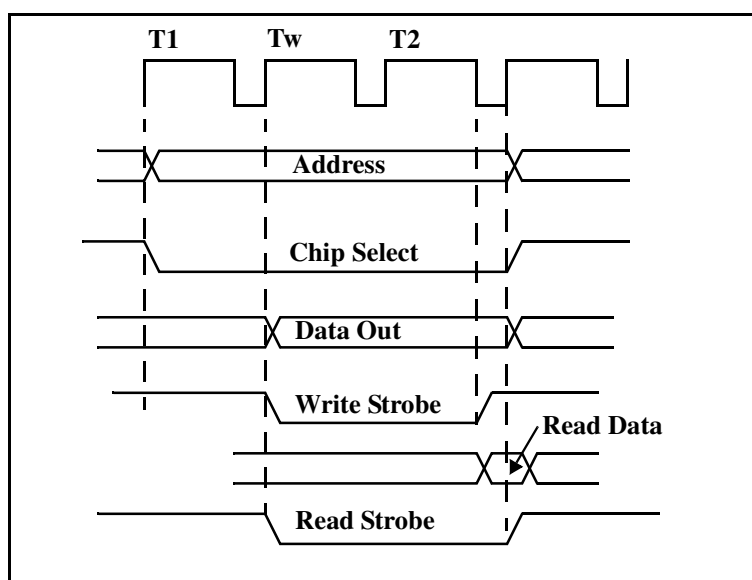 T1 Tw T2
Address
Chip Select
Data Out
Write Strobe
Read Data
Read Strobe